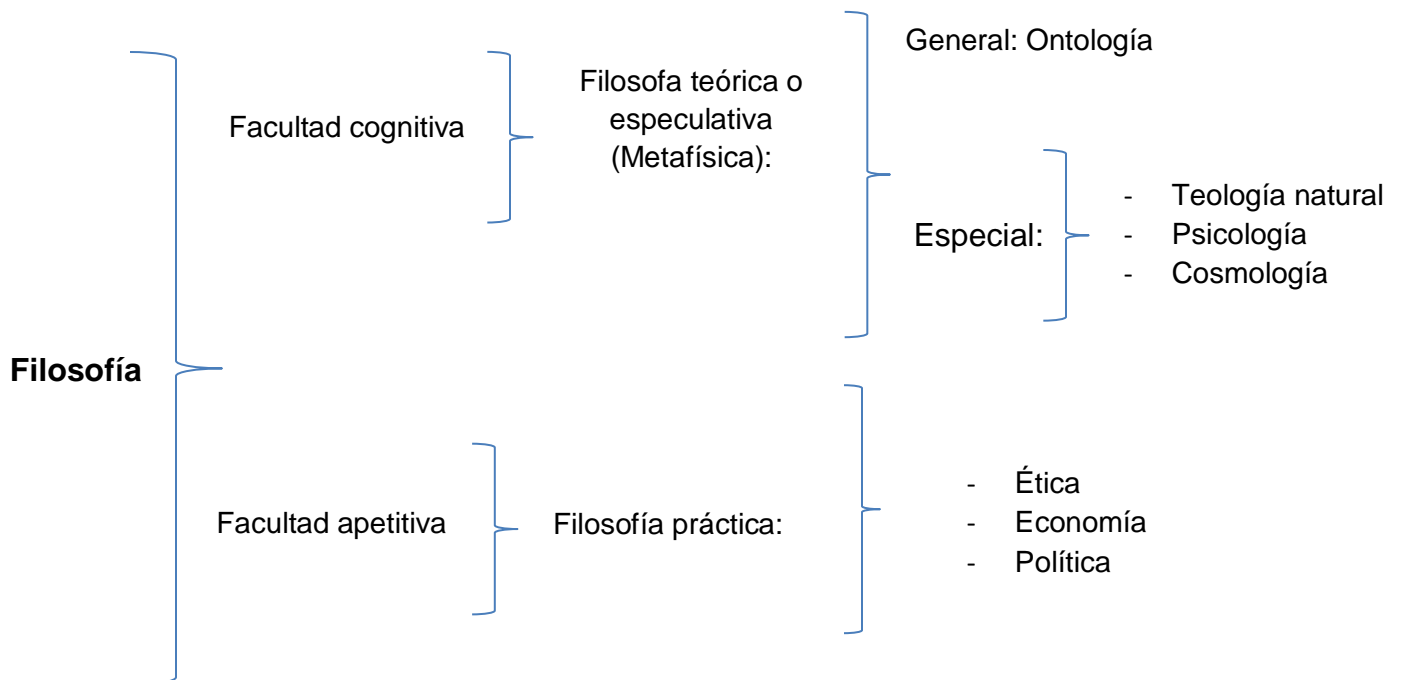 Filosofía
Facultad cognitiva
Filosofa teórica o
especulativa
(Metafísica):
General: Ontología
Especial:
- Teología natural
- Psicología
- Cosmología
Facultad apetitiva
Filosofía práctica:
- Ética
- Economía
- Política